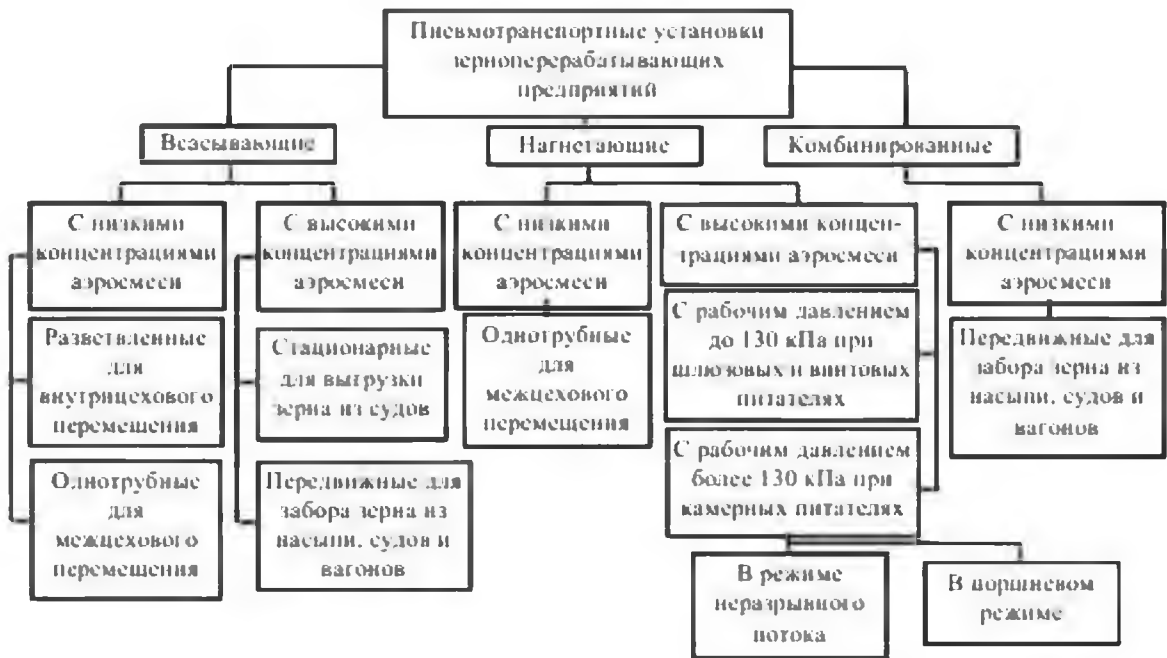 Пневмотранспортные установки
зерноперерабатывающих
предприятий
Всасывающие
Нагнетающие
Комбинированные
С низкими
концентрациями
аэросмеси
С высокими
концентрациями
аэросмеси
С низкими
концентрациями
аэросмеси
С высокими концен-
трациями аэросмеси
С низкими
концентрациями
аэросмеси
Разветвленные
для
внутрицехового
перемещения
Стационарные
для выгрузки
зерна из судов
Однотрубные
для
межцехового
перемещения
С рабочим давлением
до 130 кПа при
шлюзовых и винтовых
питателях
Передвижные для
забора зерна из
насыпи, судов и
вагонов
Однотрубные
для
межцехового
перемещения
Передвижные для
забора зерна из
насыпи, судов и
вагонов
С рабочим давлением
более 130 кПа при
камерных питателях
В режиме
неразрывного
потока
В поршневом
режиме